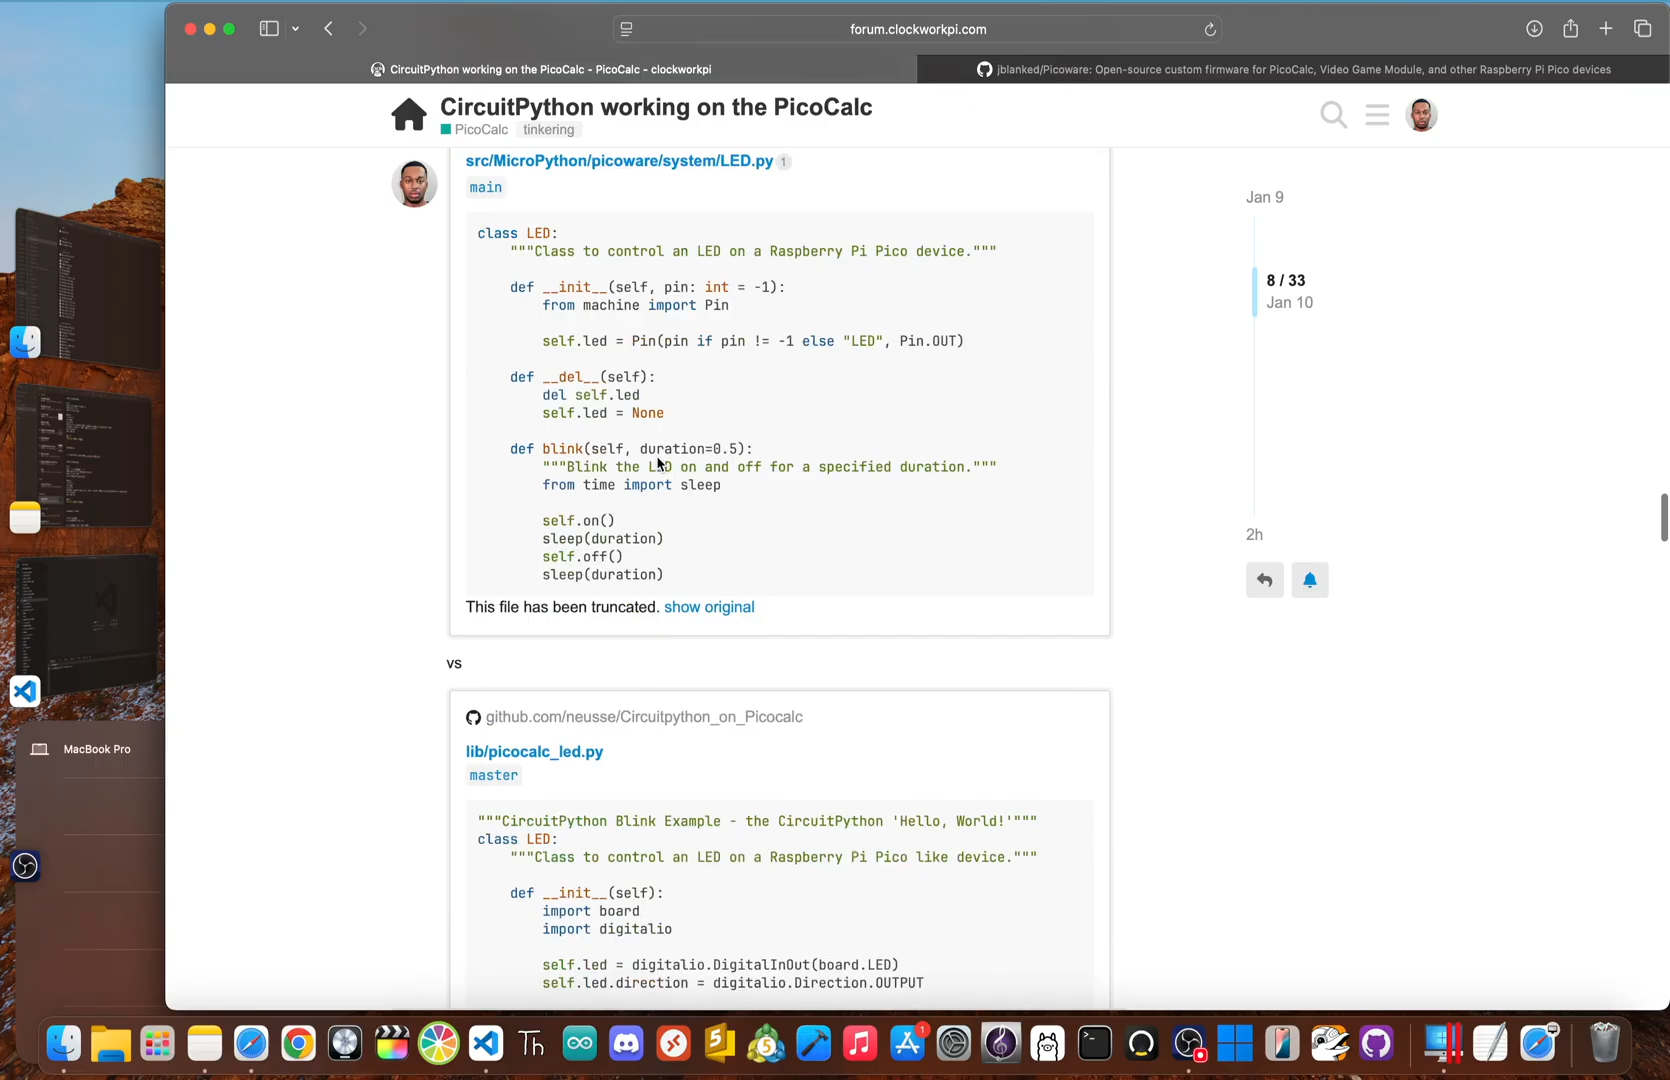 forum.clockworkpi.com
CircuitPython working on the PicoCalc - PicoCalc - clockworkpi
jblanked/Picoware: Open-source custom firmware for PicoCalc, Video Game Module, and other Raspberry Pi Pico devices
CircuitPython working on the PicoCalc
PicoCalc tinkering
src/MicroPython/picoware/system/LED.py 1
main
class LED:
"""Class to control an LED on a Raspberry Pi Pico device."""
def __init__(self, pin: int = -1):
from machine import Pin
self.led = Pin(pin if pin != -1 else "LED", Pin.OUT)
def __del__(self):
del self.led
self.led = None
def blink(self, duration=0.5):
"""Blink the LED on and off for a specified duration."""
from time import sleep
self.on()
sleep(duration)
self.off()
sleep(duration)
This file has been truncated. show original
vs
github.com/neusse/Circuitpython_on_Picocalc
lib/picocalc_led.py
master
"""CircuitPython Blink Example - the CircuitPython 'Hello, World!'"""
class LED:
"""Class to control an LED on a Raspberry Pi Pico like device."""
def __init__(self):
import board
import digitalio
self.led = digitalio.DigitalInOut(board.LED)
self.led.direction = digitalio.Direction.OUTPUT
Jan 9
8 / 33
Jan 10
2h
MacBook Pro
Th
5
5
1